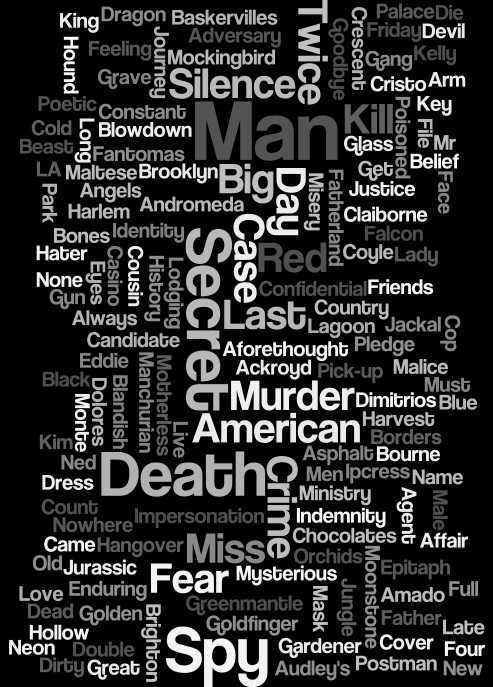 King
Dragon
Baskervilles
Twice
Goodbye
Crescent
Palace
Die
Friday
Devil
Hound
Feeling
Journey
Adversary
Mockingbird
Gang
Kelly
Grave
Silence
Cristo
Arm
Poetic
Constant
Man
Kill
Poisoned
File
Key
Cold
Long
Blowdown
Glass
Mr
Beast
Fantomas
Get
Belief
LA
Maltese
Brooklyn
Big
Day
Misery
Fatherland
Justice
Face
Park
Angels
Harlem
Andromeda
Claiborne
Bones
Identity
Secret
Case
Red
Falcon
Hater
Eyes
Casino
Cousin
History
Lodging
Coyle
Lady
None
Gun
Confidential
Friends
Always
Last
Country
Lagoon
Jackal
Cop
Candidate
Aforethought
Pledge
Eddie
Manchurian
Motherless
Ackroyd
Pick-up
Malice
Black
Dolores
Blandish
Murder
Dimitrios
Must
Blue
Monte
Live
American
Harvest
Kim
Borders
Ned
Death
Crime
Asphalt
Bourne
Dress
Men
Ipcress
Name
Ministry
Agent
Male
Count
Nowhere
Impersonation
Indemnity
Came
Hangover
Miss
Chocolates
Affair
Old
Jurassic
Orchids
Moonstone
Epitaph
Fear
Mysterious
Love
Enduring
Greenmantle
Mask
Jungle
Amado
Full
Dead
Golden
Brighton
Goldfinger
Father
Late
Hollow
Spy
Neon
Double
Gardener
Cover
Four
Dirty
Great
Audley's
Postman
New